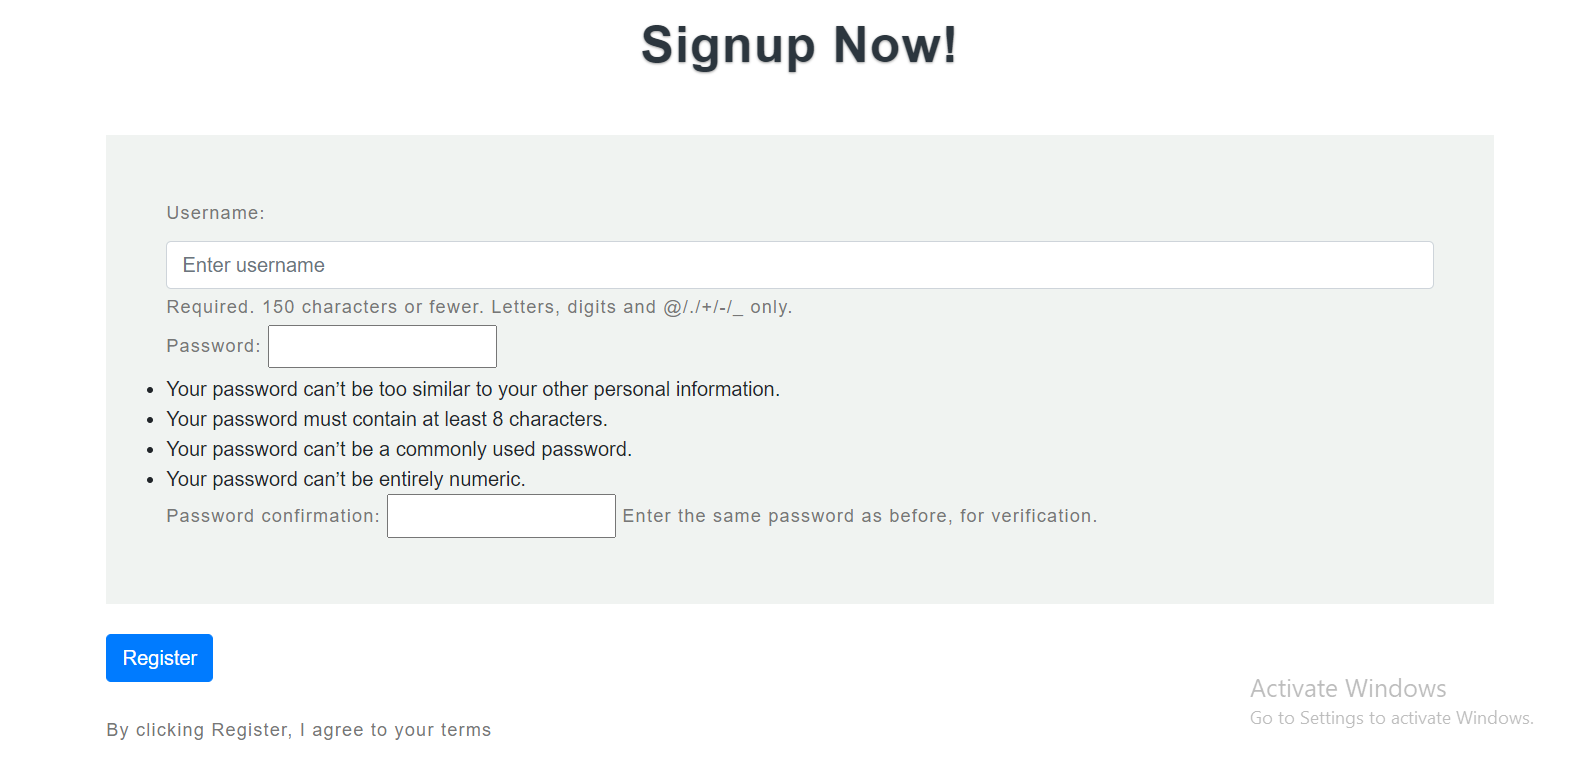 Signup Now!
Username:
Enter username
Required. 150 characters or fewer. Letters, digits and @/./+/-/_ only.
Password:
Your password can’t be too similar to your other personal information.
Your password must contain at least 8 characters.
Your password can’t be a commonly used password.
Your password can’t be entirely numeric.
Password confirmation: Enter the same password as before, for verification.
Register
Activate Windows
Go to Settings to activate Windows.
By clicking Register, I agree to your terms